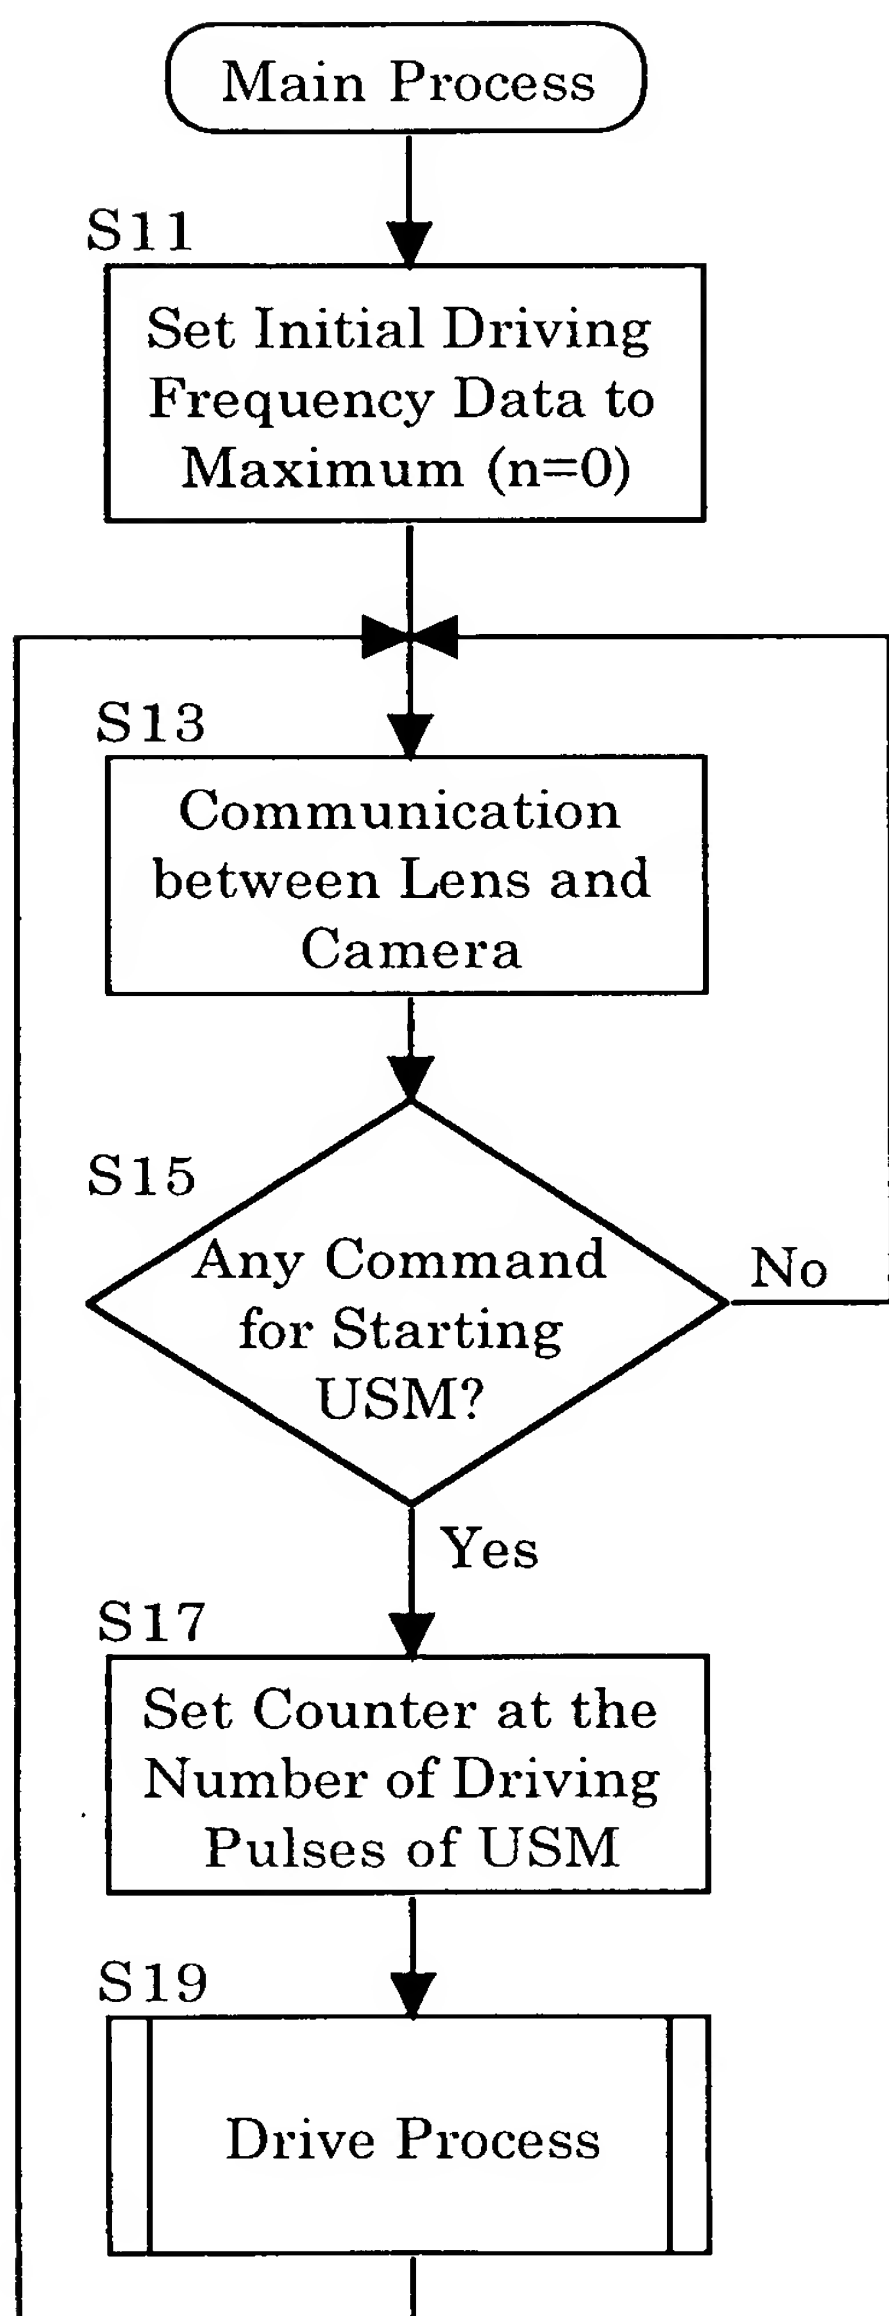 Main Process
S11
Set Initial Driving
Frequency Data to
Maximum (n=0)
S13
Communication
between Lens and
Camera
S15
Any Command
for Starting
USM?
No
Yes
S17
Set Counter at the
Number of Driving
Pulses of USM
S19
Drive Process